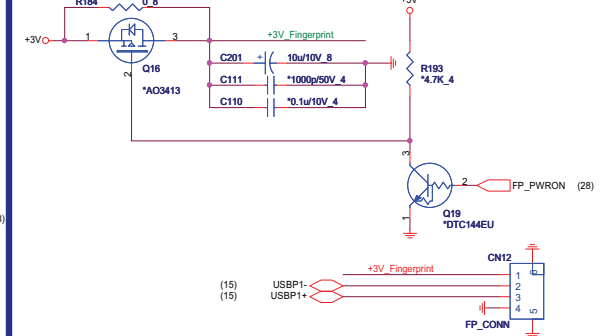 R184 0_8
+3V
+3V 1 3 +3V_Fingerprint
Q16
2
*AO3413
C201 + 10u/10V_8
C111 *1000p/50V_4
C110 *0.1u/10V_4
R193
*4.7K_4
3
2 FP_PWRON (28)
1
Q19
*DTC144EU
CN12
+3V_Fingerprint 1 6
(15) USBP1- 2
(15) USBP1+ 3
4 5
FP_CONN